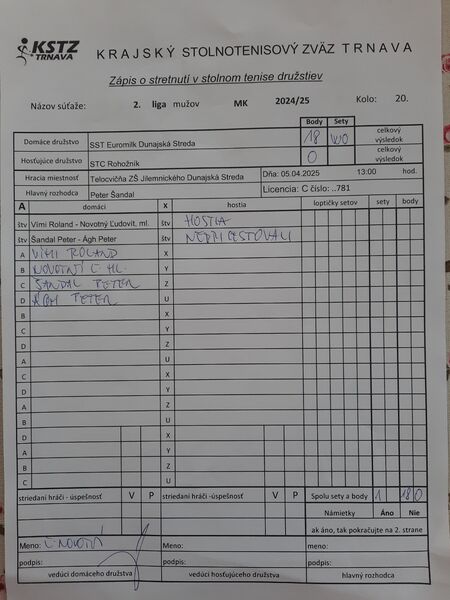 KSTZ
TRNAVA
KRAJSKÝ STOLNOTENISOVÝ ZVÄZ TRNAVA
Zápis o stretnutí v stolnom tenise družstiev
Názov súťaže: 2. liga mužov MK 2024/25 Kolo: 20.
Body Sety
Domáce družstvo SST Euromilk Dunajská Streda 18 WO celkový výsledok
Hosťujúce družstvo STC Rohožník 0 celkový výsledok
Hracia miestnosť Telocvičňa ZŠ Jilemnického Dunajská Streda Dňa: 05.04.2025 13:00 hod.
Hlavný rozhodca Peter Šandal Licencia: C číslo: ..781
A domáci x hostia loptičky setov sety body
štv Vími Roland - Novotný Ľudovít, ml. štv HOSTIA
štv Šandal Peter - Ágh Peter štv NEPRICESTOVALI
A VÍMI ROLAND X
B NOVOTNÍ Ľ ML. Y
C ŠANDAL PETER Z
D ÁGH PETER U
B X
A Y
D Z
C U
A X
B Y
C Z
D U
D X
A Y
B Z
C U
striedaní hráči - úspešnosť V P striedaní hráči - úspešnosť V P Spolu sety a body 18 0
Námietky Áno Nie
ak áno, tak pokračujte na 2. strane
Meno: Ľ NOVOTNÍ Meno: meno:
podpis: podpis: podpis:
vedúci domáceho družstva vedúci hosťujúceho družstva hlavný rozhodca